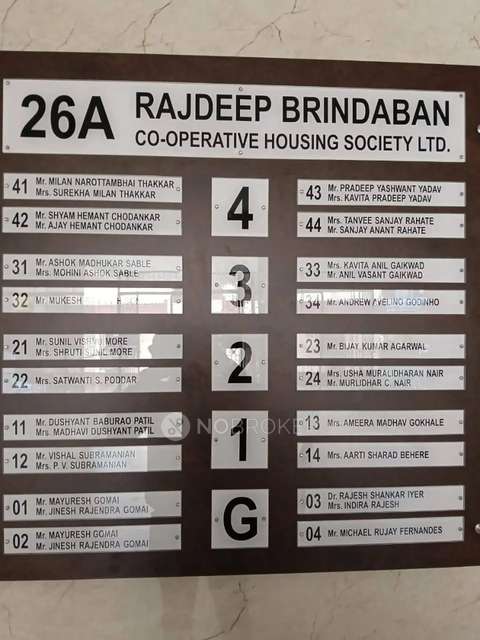 26A RAJDEEP BRINDABAN
CO-OPERATIVE HOUSING SOCIETY LTD.
4
41 Mr. MILAN NAROTTAMBHAI THAKKAR
Mrs. SUREKHA MILAN THAKKAR
42 Mr. SHYAM HEMANT CHODANKAR
Mr. AJAY HEMANT CHODANKAR
43 Mr. PRADEEP YASHWANT YADAV
Mrs. KAVITA PRADEEP YADAV
44 Mrs. TANVEE SANJAY RAHATE
Mr. SANJAY ANANT RAHATE
3
31 Mr. ASHOK MADHUKAR SABLE
Mrs. MOHINI ASHOK SABLE
32 Mr. MUKESH
33 Mrs. KAVITA ANIL GAIKWAD
Mr. ANIL VASANT GAIKWAD
34 Mr. ANDREW AVELINO GODINHO
2
21 Mr. SUNIL VISHNU MORE
Mrs. SHRUTI SUNIL MORE
22 Mrs. SATWANTI S. PODDAR
23 Mr. BIJAY KUMAR AGARWAL
24 Mrs. USHA MURALIDHARAN NAIR
Mr. MURLIDHAR C. NAIR
1
11 Mr. DUSHYANT BABURAO PATIL
Mrs. MADHAVI DUSHYANT PATIL
12 Mr. VISHAL SUBRAMANIAN
Mrs. P. V. SUBRAMANIAN
13 Mrs. AMEERA MADHAV GOKHALE
14 Mrs. AARTI SHARAD BEHERE
NOBROKER
G
01 Mr. MAYURESH GOMAI
Mr. JINESH RAJENDRA GOMAI
02 Mr. MAYURESH GOMAI
Mr. JINESH RAJENDRA GOMAI
03 Dr. RAJESH SHANKAR IYER
Mrs. INDIRA RAJESH
04 Mr. MICHAEL RUJAY FERNANDES